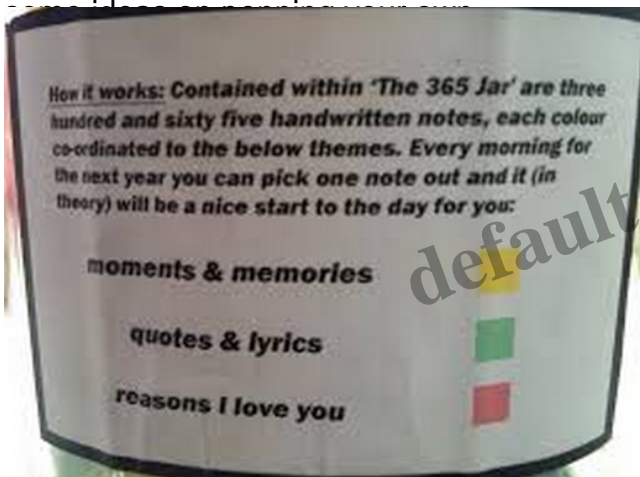 How it works: Contained within 'The 365 Jar' are three
hundred and sixty five handwritten notes, each colour
co-ordinated to the below themes. Every morning for
the next year you can pick one note out and it (in
theory) will be a nice start to the day for you:
default
moments & memories
quotes & lyrics
reasons I love you